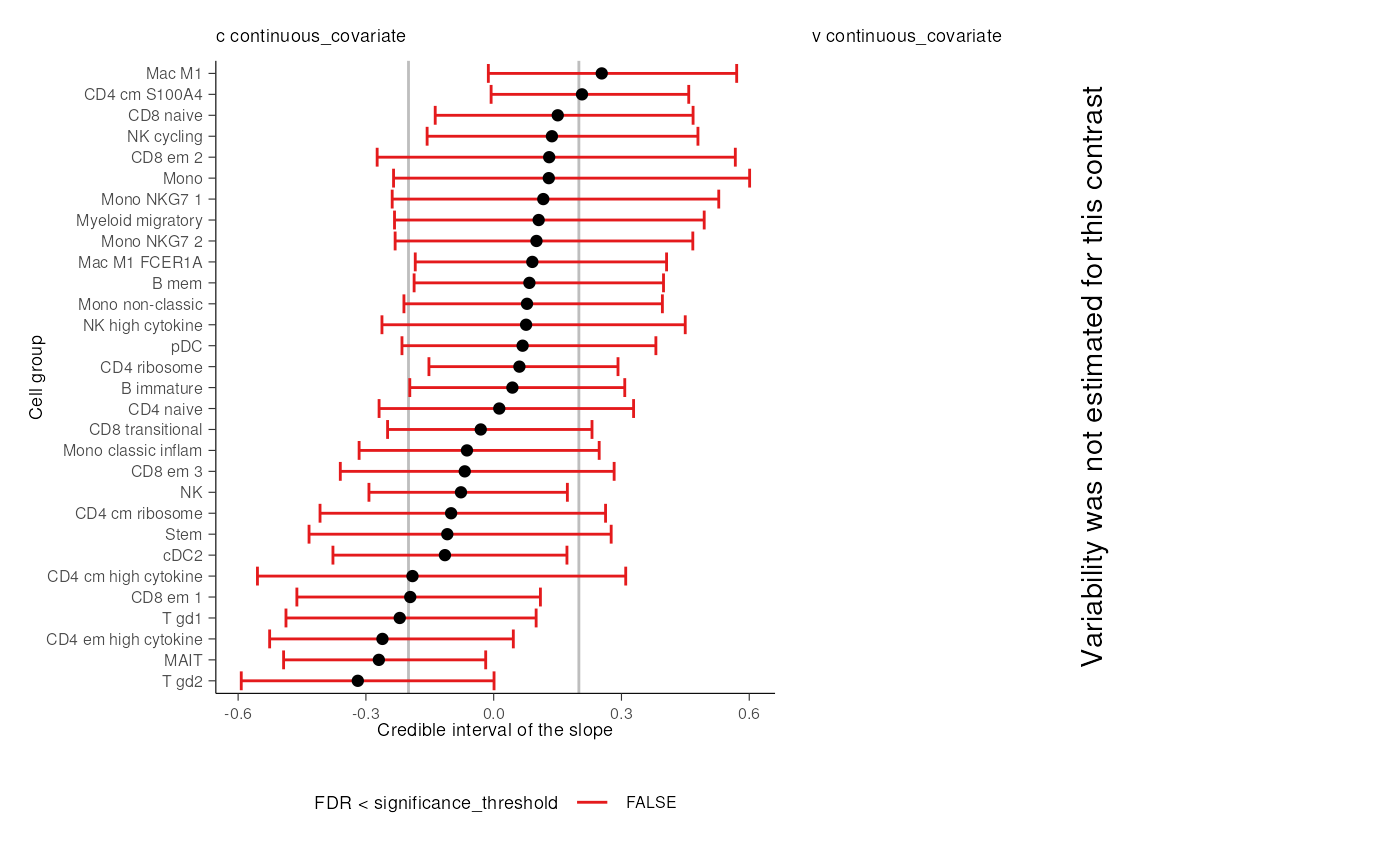 c continuous_covariate
v continuous_covariate
Cell group
Mac M1
CD4 cm S100A4
CD8 naive
NK cycling
CD8 em 2
Mono
Mono NKG7 1
Myeloid migratory
Mono NKG7 2
Mac M1 FCER1A
B mem
Mono non-classic
NK high cytokine
pDC
CD4 ribosome
B immature
CD4 naive
CD8 transitional
Mono classic inflam
CD8 em 3
NK
CD4 cm ribosome
Stem
cDC2
CD4 cm high cytokine
CD8 em 1
T gd1
CD4 em high cytokine
MAIT
T gd2
-0.6 -0.3 0.0 0.3 0.6
Credible interval of the slope
Variability was not estimated for this contrast
FDR < significance_threshold FALSE